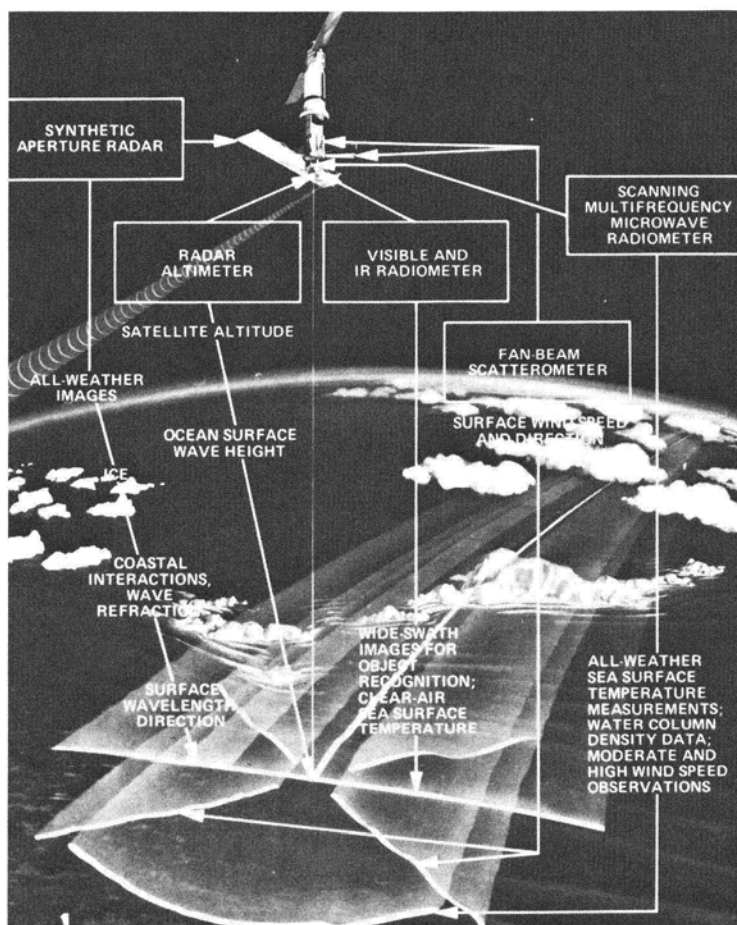 SYNTHETIC
APERTURE RADAR
SCANNING
MULTIFREQUENCY
MICROWAVE
RADIOMETER
RADAR
ALTIMETER
VISIBLE AND
IR RADIOMETER
SATELLITE ALTITUDE
FAN-BEAM
SCATTEROMETER
ALL-WEATHER
IMAGES
SURFACE WIND SPEED
AND DIRECTION
OCEAN SURFACE
WAVE HEIGHT
ICE
COASTAL
INTERACTIONS,
WAVE
REFRACTION
WIDE-SWATH
IMAGES FOR
OBJECT
RECOGNITION;
CLEAR-AIR
SEA SURFACE
TEMPERATURE
ALL-WEATHER
SEA SURFACE
TEMPERATURE
MEASUREMENTS;
WATER COLUMN
DENSITY DATA;
MODERATE AND
HIGH WIND SPEED
OBSERVATIONS
SURFACE
WAVELENGTH
DIRECTION